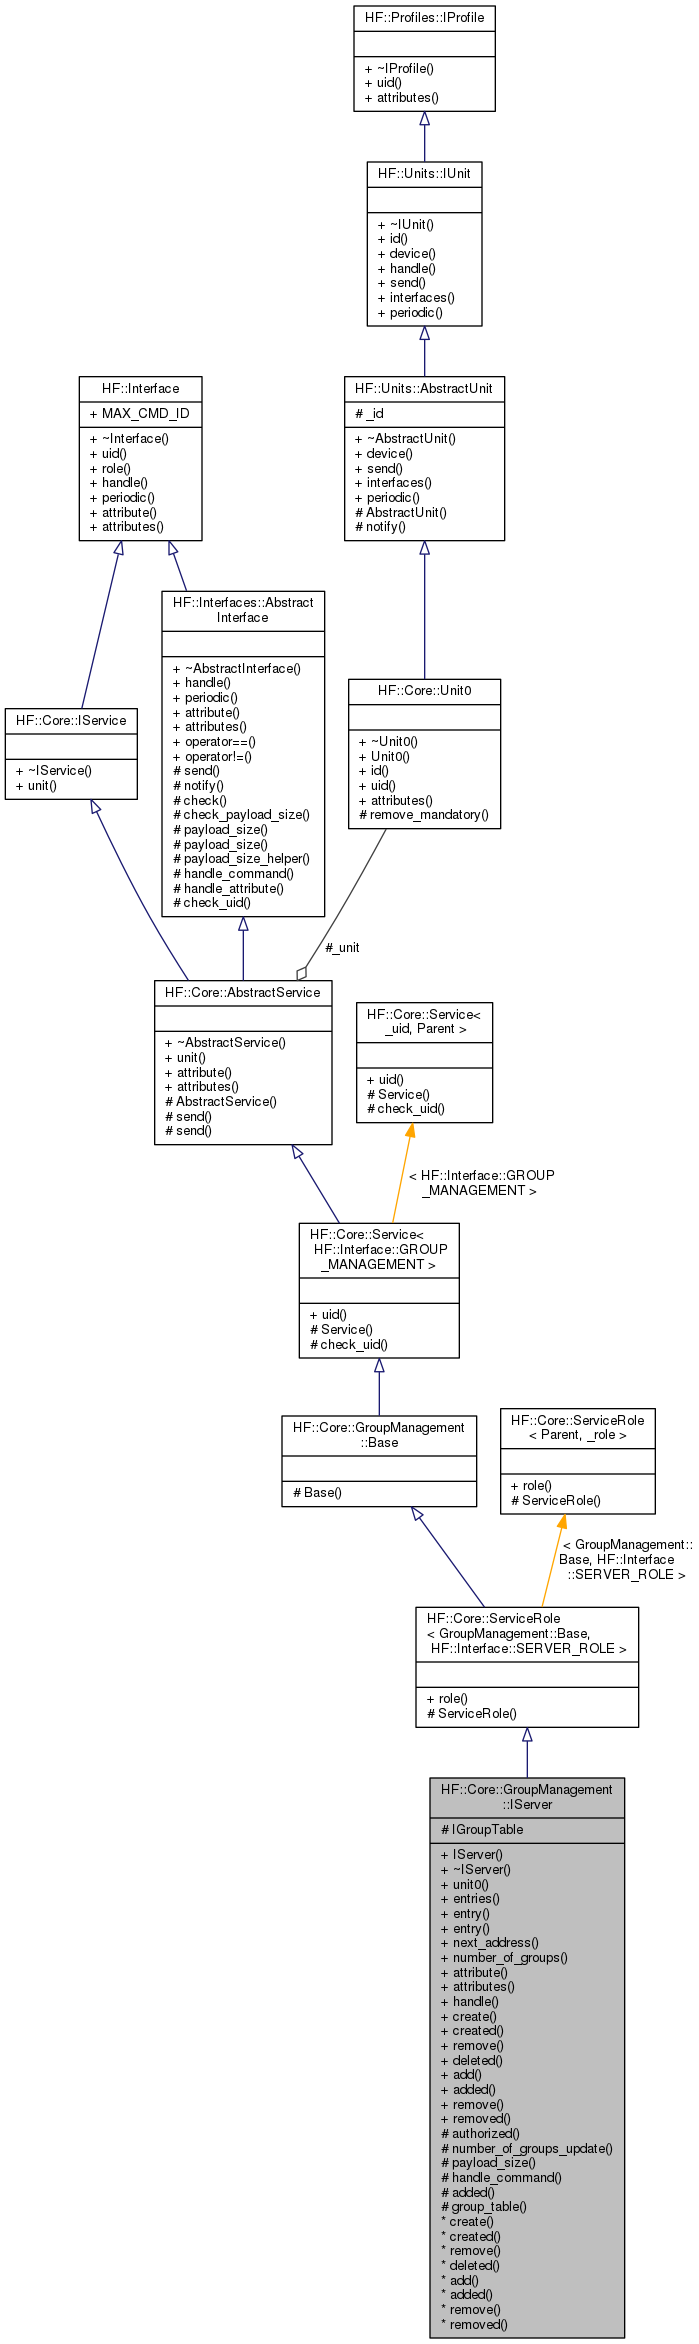 HF::Profiles::IProfile
+ ~IProfile()
+ uid()
+ attributes()
HF::Units::IUnit
+ ~IUnit()
+ id()
+ device()
+ handle()
+ send()
+ interfaces()
+ periodic()
HF::Interface
+ MAX_CMD_ID
+ ~Interface()
+ uid()
+ role()
+ handle()
+ periodic()
+ attribute()
+ attributes()
HF::Units::AbstractUnit
# _id
+ ~AbstractUnit()
+ device()
+ send()
+ interfaces()
+ periodic()
# AbstractUnit()
# notify()
HF::Interfaces::Abstract
Interface
+ ~AbstractInterface()
+ handle()
+ periodic()
+ attribute()
+ attributes()
+ operator==()
+ operator!=()
# send()
# notify()
# check()
# check_payload_size()
# payload_size()
# payload_size()
# payload_size_helper()
# handle_command()
# handle_attribute()
# check_uid()
HF::Core::IService
+ ~IService()
+ unit()
HF::Core::Unit0
+ ~Unit0()
+ Unit0()
+ id()
+ uid()
+ attributes()
# remove_mandatory()
#_unit
HF::Core::AbstractService
+ ~AbstractService()
+ unit()
+ attribute()
+ attributes()
# AbstractService()
# send()
# send()
HF::Core::Service<
_uid, Parent >
+ uid()
# Service()
# check_uid()
< HF::Interface::GROUP
_MANAGEMENT >
HF::Core::Service<
HF::Interface::GROUP
_MANAGEMENT >
+ uid()
# Service()
# check_uid()
HF::Core::GroupManagement
::Base
# Base()
HF::Core::ServiceRole
< Parent, _role >
+ role()
# ServiceRole()
< GroupManagement::
Base, HF::Interface
::SERVER_ROLE >
HF::Core::ServiceRole
< GroupManagement::Base,
HF::Interface::SERVER_ROLE >
+ role()
# ServiceRole()
HF::Core::GroupManagement
::IServer
# IGroupTable
+ IServer()
+ ~IServer()
+ unit0()
+ entries()
+ entry()
+ entry()
+ next_address()
+ number_of_groups()
+ attribute()
+ attributes()
+ handle()
+ create()
+ created()
+ remove()
+ deleted()
+ add()
+ added()
+ remove()
+ removed()
# authorized()
# number_of_groups_update()
# payload_size()
# handle_command()
# added()
# group_table()
* create()
* created()
* remove()
* deleted()
* add()
* added()
* remove()
* removed()